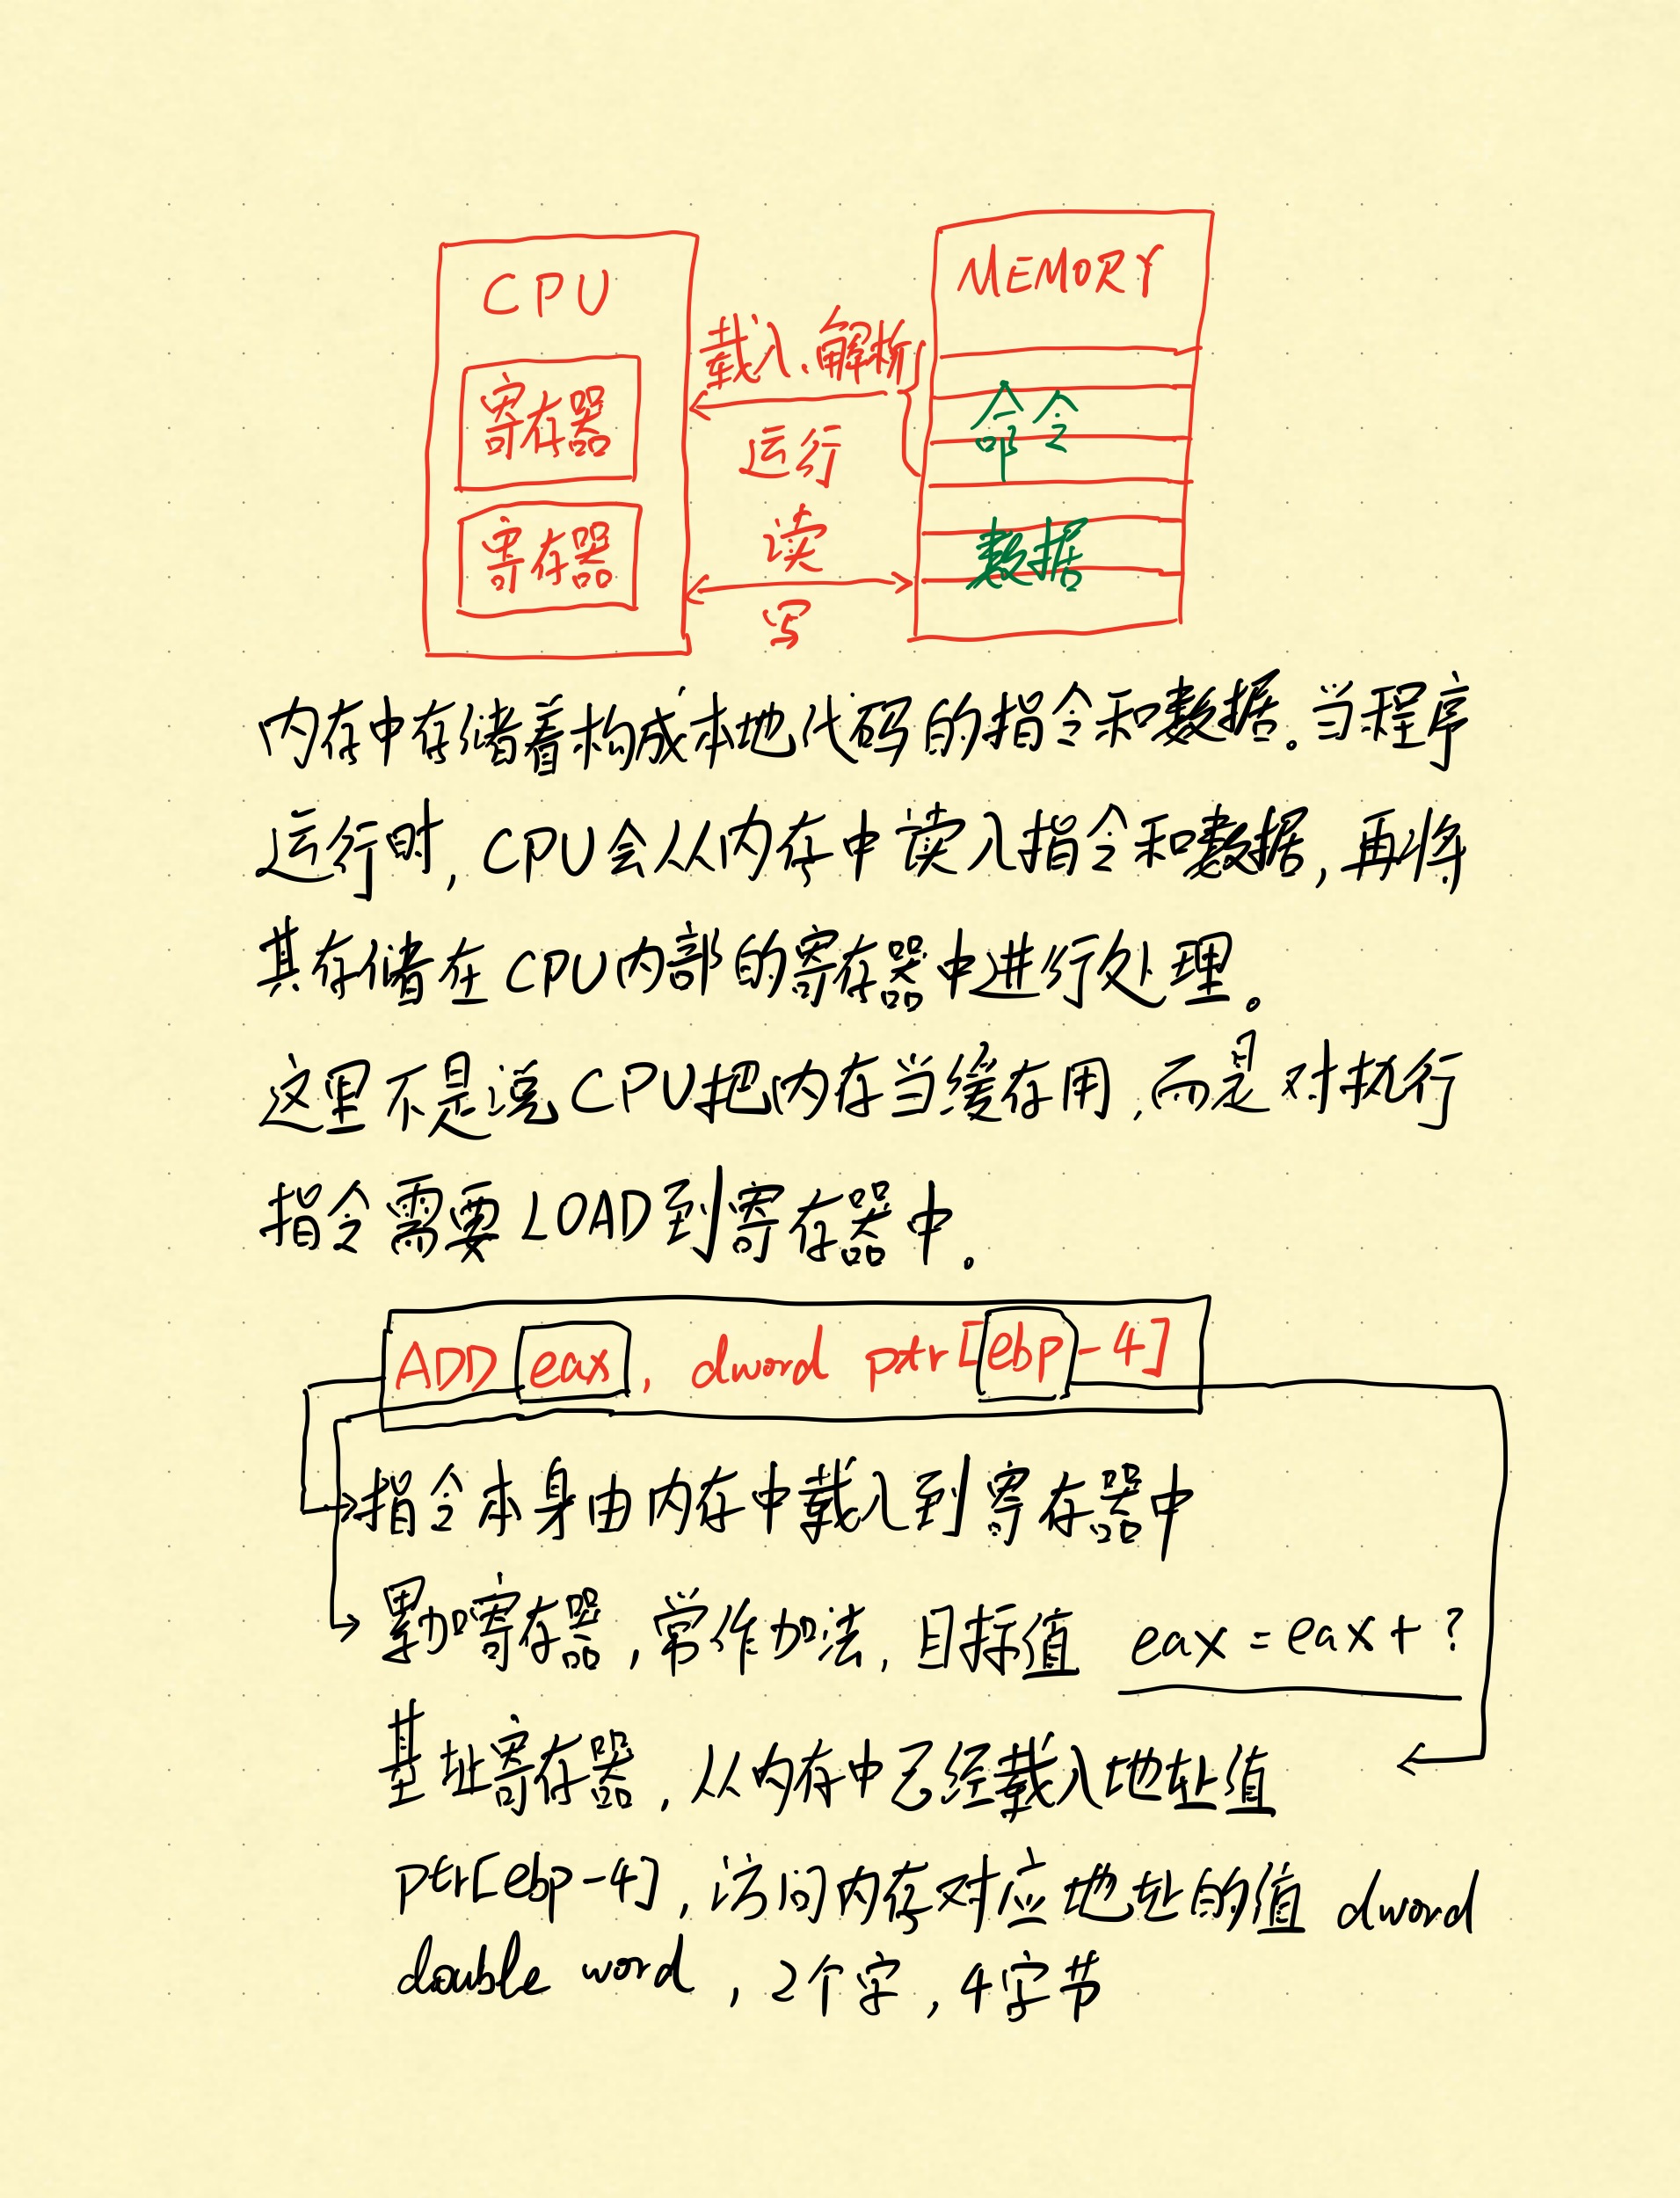 CPU
MEMORY
寄存器
寄存器
载入、解析
运行
读
写
命令
数据
内存中存储着构成本地代码的指令和数据。当程序
运行时, CPU会从内存中读入指令和数据, 再将
其存储在CPU内部的寄存器中进行处理。
这里不是说CPU把内存当缓存用, 而是对执行
指令需要LOAD到寄存器中。
ADD eax, dword ptr[ebp-4]
指令本身由内存中载入到寄存器中
累加寄存器, 常作加法, 目标值 eax=eax+?
基址寄存器, 从内存中已经载入地址值
ptr[ebp-4], 访问内存对应地址的值 dword
double word, 2个字, 4字节